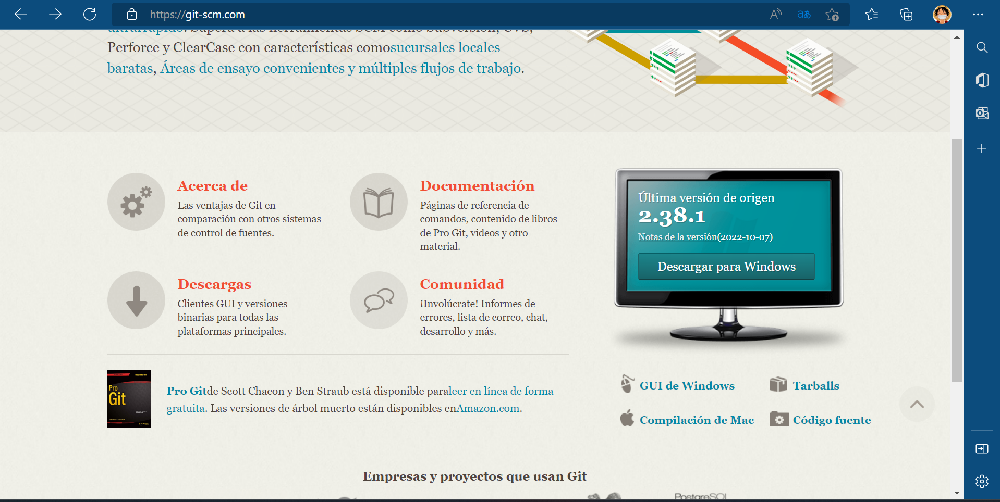 https://git-scm.com
ultrarrápido. Supera a las herramientas SCM como Subversion, CVS,
Perforce y ClearCase con características comosucursales locales
baratas, Áreas de ensayo convenientes y múltiples flujos de trabajo.
Acerca de
Las ventajas de Git en
comparación con otros sistemas
de control de fuentes.
Documentación
Páginas de referencia de
comandos, contenido de libros
de Pro Git, videos y otro
material.
Descargas
Clientes GUI y versiones
binarias para todas las
plataformas principales.
Comunidad
¡Involúcrate! Informes de
errores, lista de correo, chat,
desarrollo y más.
Pro
Git
Apress
Pro Gitde Scott Chacon y Ben Straub está disponible paraleer en línea de forma
gratuita. Las versiones de árbol muerto están disponibles enAmazon.com.
Última versión de origen
2.38.1
Notas de la versión(2022-10-07)
Descargar para Windows
GUI de Windows
Tarballs
Compilación de Mac
Código fuente
Empresas y proyectos que usan Git
PostgreSQL